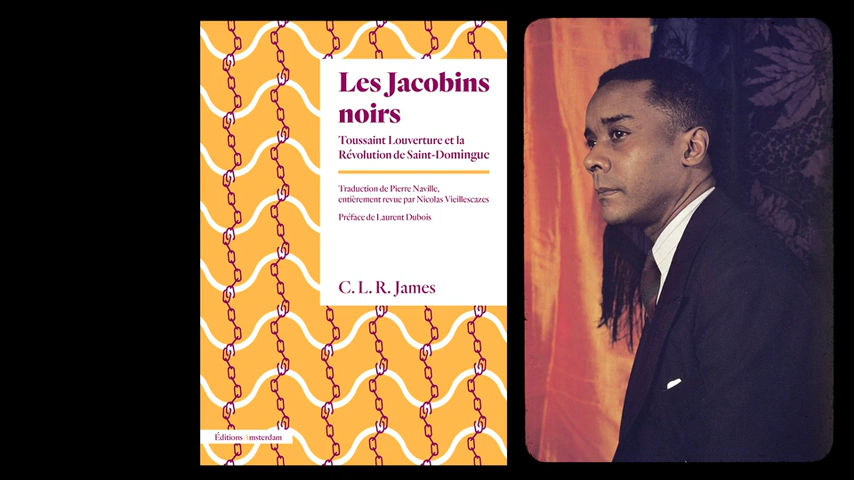 Les Jacobins
noirs
Toussaint Louverture et la
Révolution de Saint-Domingue
Traduction de Pierre Naville,
entièrement revue par Nicolas Vieillescazes
Préface de Laurent Dubois
C. L. R. James
Éditions Amsterdam